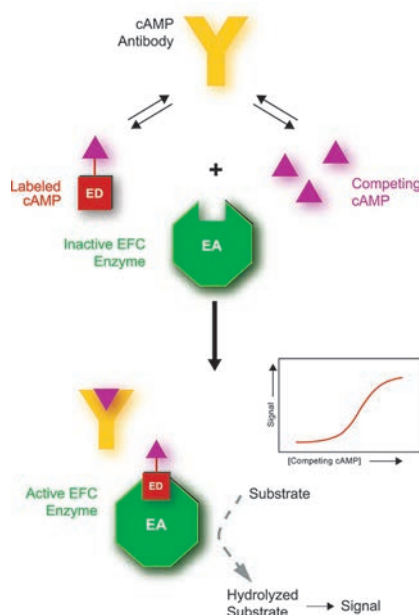 cAMP
Antibody
ED
Labeled
cAMP
+
Competing
cAMP
Inactive EFC
Enzyme
EA
Signal
[Competing cAMP]
ED
Active EFC
Enzyme
EA
Substrate
Hydrolyzed
Substrate
Signal